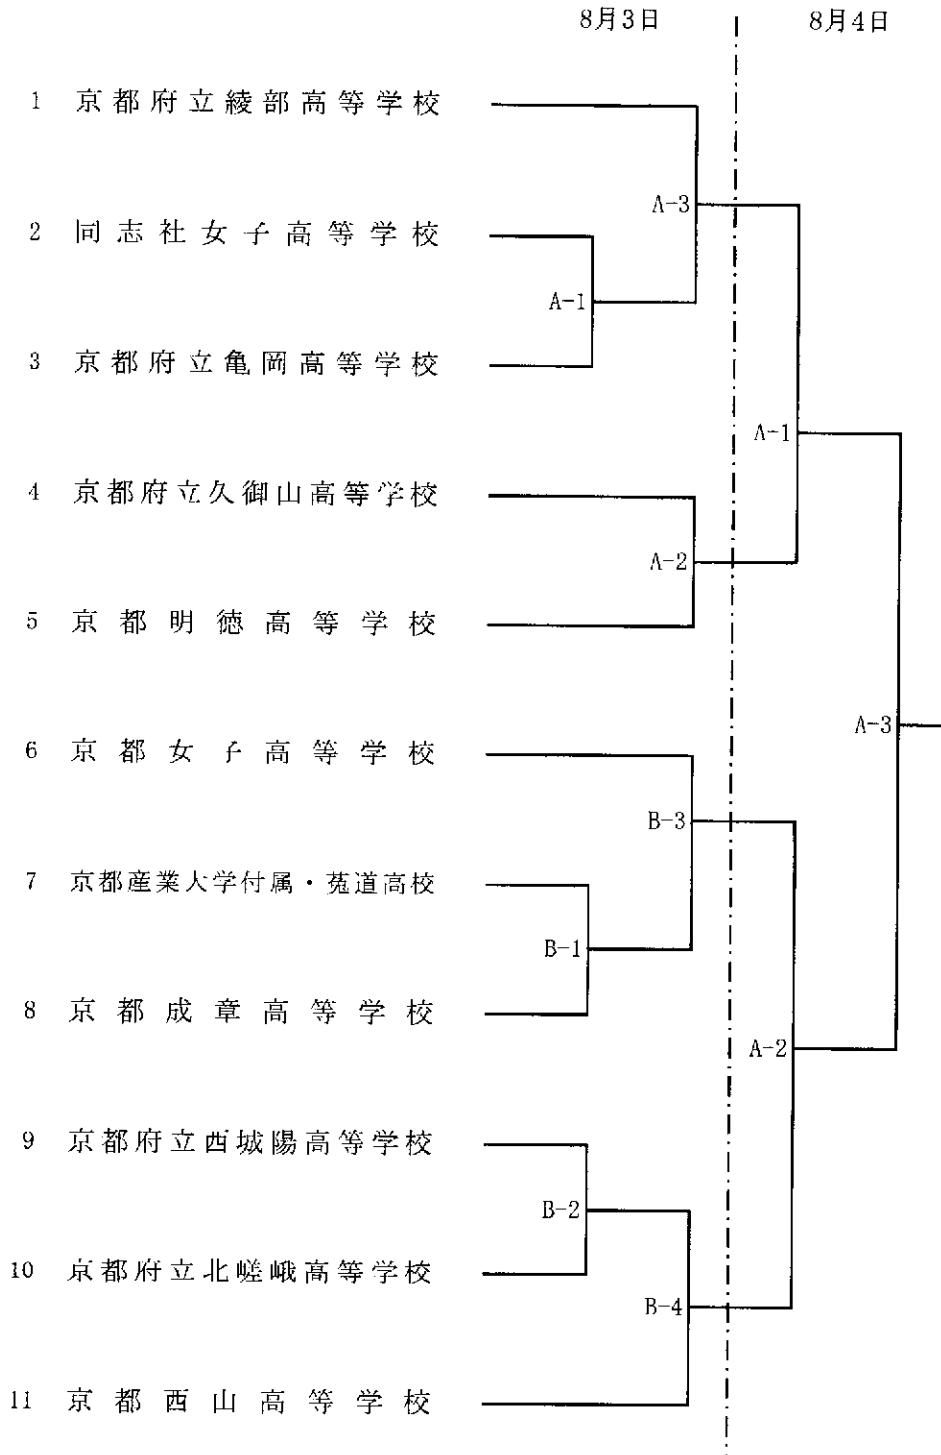 8月3日 8月4日
1 京都府立綾部高等学校
A-3
2 同志社女子高等学校
A-1
3 京都府立亀岡高等学校
A-1
4 京都府立久御山高等学校
A-2
5 京都明徳高等学校
A-3
6 京都女子高等学校
B-3
7 京都産業大学付属・菟道高校
B-1
8 京都成章高等学校
A-2
9 京都府立西城陽高等学校
B-2
10 京都府立北嵯峨高等学校
B-4
11 京都西山高等学校